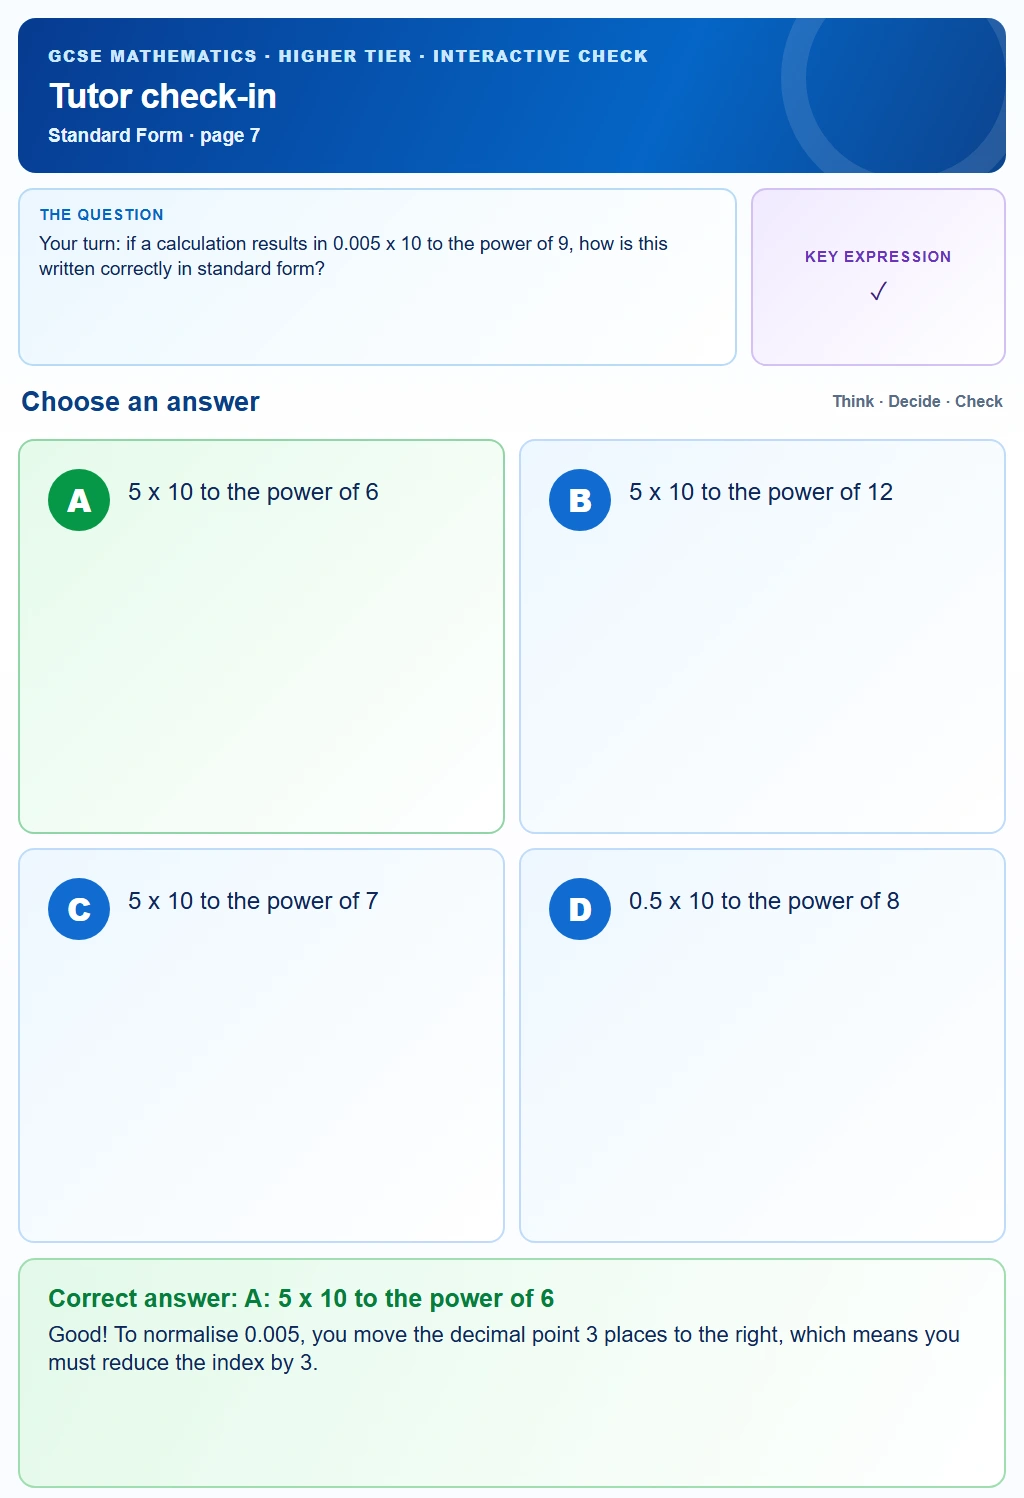 GCSE MATHEMATICS · HIGHER TIER · INTERACTIVE CHECK
Tutor check-in
Standard Form · page 7
THE QUESTION
Your turn: if a calculation results in 0.005 x 10 to the power of 9, how is this
written correctly in standard form?
KEY EXPRESSION
✓
Choose an answer
Think · Decide · Check
A
5 x 10 to the power of 6
B
5 x 10 to the power of 12
C
5 x 10 to the power of 7
D
0.5 x 10 to the power of 8
Correct answer: A: 5 x 10 to the power of 6
Good! To normalise 0.005, you move the decimal point 3 places to the right, which means you
must reduce the index by 3.